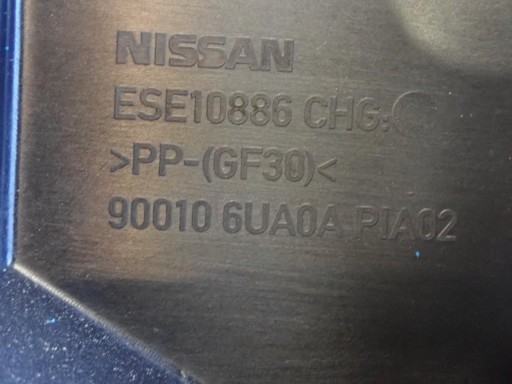 NISSAN
ESE10886 CHG:
>PP-(GF30)<
90010 6UA0A PIA02